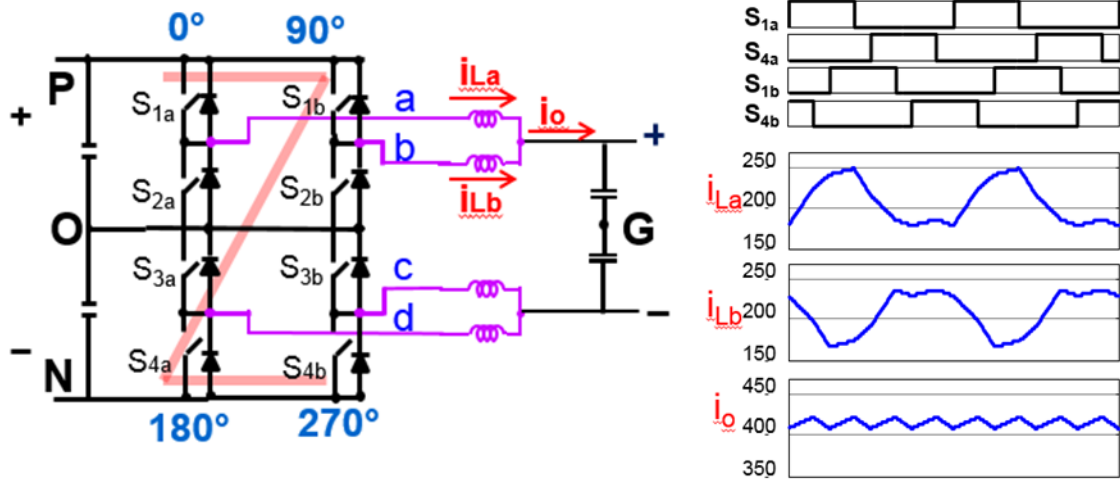 0° 90°
P
+
S1a
S1b
a
iLa
io
+
b
iLb
S2a
S2b
O
G
S3a
S3b
c
d
−
−
S4a
S4b
N
180° 270°
S1a
S4a
S1b
S4b
iLa
250
200
150
iLb
250
200
150
io
450
400
350